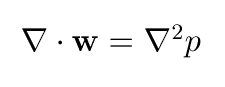 ∇ · w = ∇²p